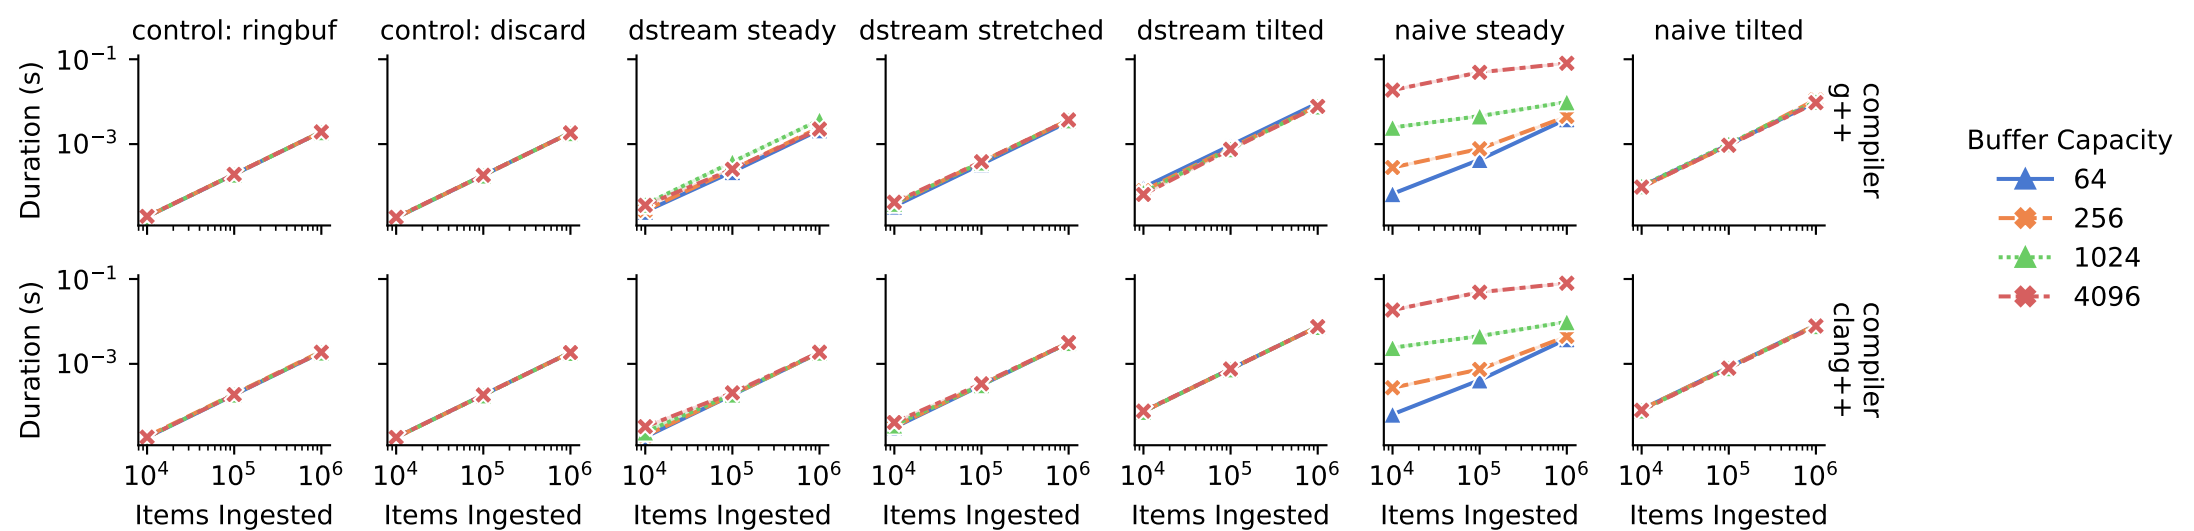 control: ringbuf
control: discard
dstream steady
dstream stretched
dstream tilted
naive steady
naive tilted
Duration (s)
10⁻¹
10⁻³
compiler
g++
Duration (s)
10⁻¹
10⁻³
compiler
clang++
10⁴ 10⁵ 10⁶
10⁴ 10⁵ 10⁶
10⁴ 10⁵ 10⁶
10⁴ 10⁵ 10⁶
10⁴ 10⁵ 10⁶
10⁴ 10⁵ 10⁶
10⁴ 10⁵ 10⁶
Items Ingested
Items Ingested
Items Ingested
Items Ingested
Items Ingested
Items Ingested
Items Ingested
Buffer Capacity
64
256
1024
4096